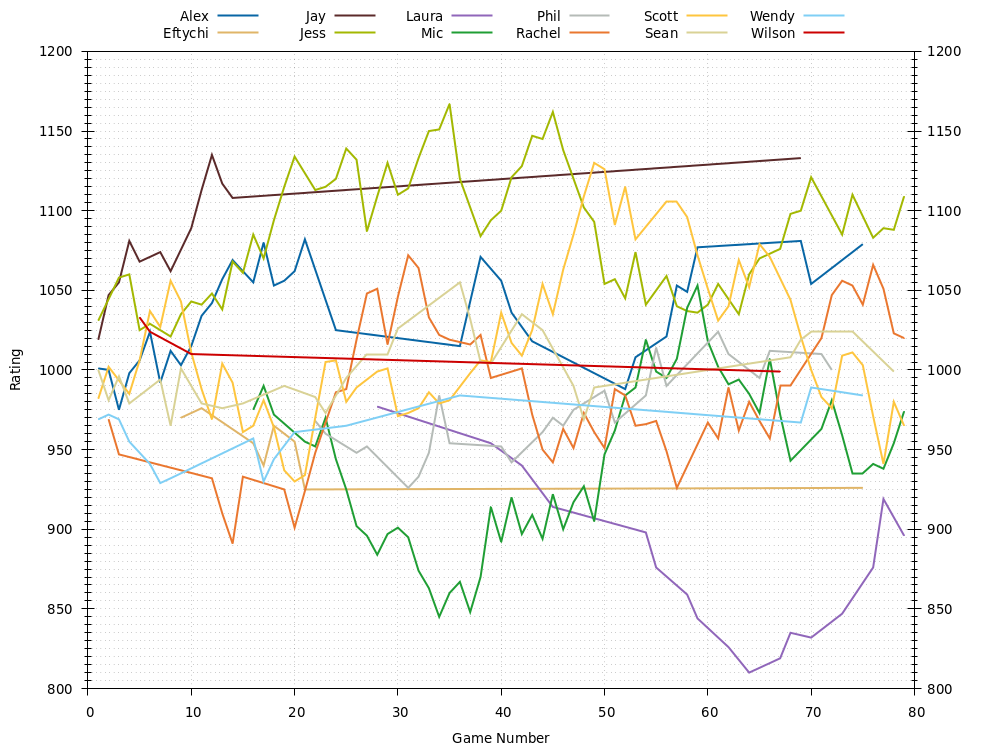 Alex Jay Laura Phil Scott Wendy
Eftychi Jess Mic Rachel Sean Wilson
1200 1200
1150 1150
1100 1100
1050 1050
1000 1000
950 950
900 900
850 850
800 800
Rating
0 10 20 30 40 50 60 70 80
Game Number